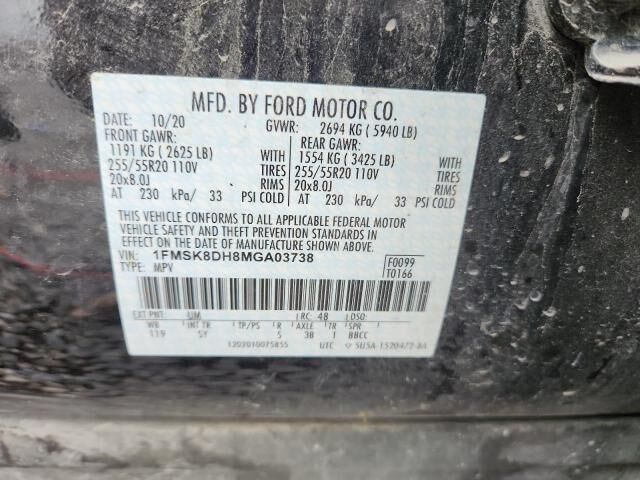 MFD. BY FORD MOTOR CO.
DATE: 10/20 GVWR: 2694 KG ( 5940 LB)
FRONT GAWR: REAR GAWR:
1191 KG ( 2625 LB) WITH 1554 KG ( 3425 LB) WITH
255/55R20 110V TIRES 255/55R20 110V TIRES
20x8.0J RIMS 20x8.0J RIMS
AT 230 kPa/ 33 PSI COLD AT 230 kPa/ 33 PSI COLD
THIS VEHICLE CONFORMS TO ALL APPLICABLE FEDERAL MOTOR
VEHICLE SAFETY AND THEFT PREVENTION STANDARDS IN
EFFECT ON THE DATE OF MANUFACTURE SHOWN ABOVE.
VIN: 1FMSK8DH8MGA03738 F0099
TYPE: MPV T0166
EXT PNT: UM RC: 48 DSO:
WB INT TR TP/PS R AXLE TR SPR
119 5Y 5 3B 1 BBCC
UTC